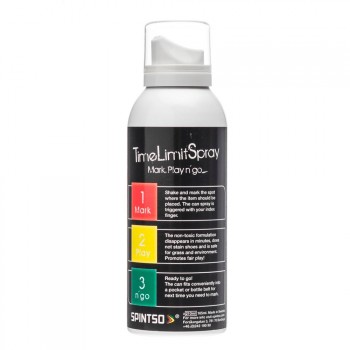 TimeLimitSpray
Mark, Play n' go...
1
Mark
Shake and mark the spot
where the item should be
placed. The can spray is
triggered with your index
finger.
2
Play
The non-toxic formulation
disappears in minutes, does
not stain shoes and is safe
for grass and environment.
Promotes fair play!
3
n go
Ready to go!
The can fits conveniently into
a pocket or bottle belt for
next time you need to mark.
SPINTSO